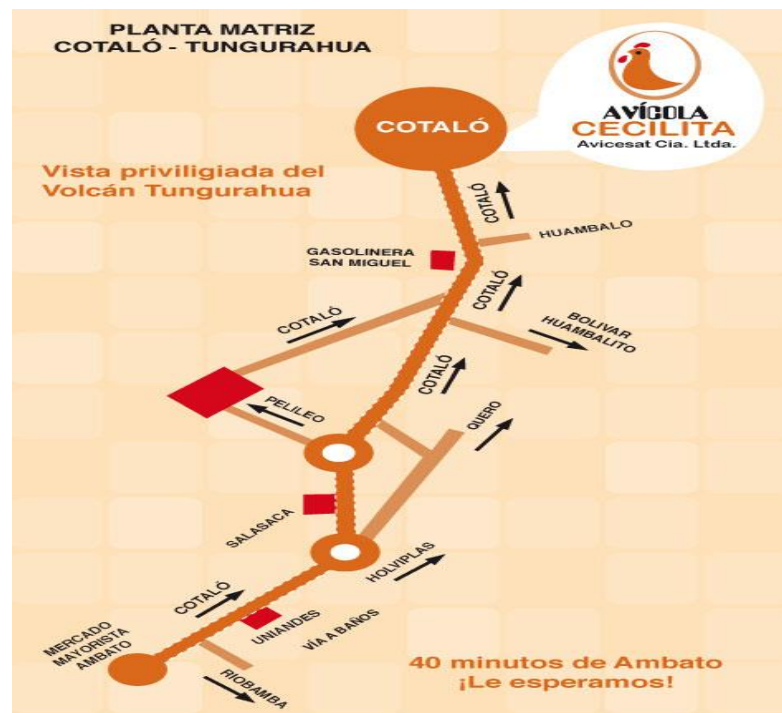 PLANTA MATRIZ
COTALÓ - TUNGURAHUA
AVÍCOLA
CECILITA
Avicesat Cia. Ltda.
COTALÓ
Vista priviligiada del
Volcán Tungurahua
COTALÓ
HUAMBALO
GASOLINERA
SAN MIGUEL
COTALÓ
COTALÓ
BOLIVAR
HUAMBALITO
COTALÓ
PELILEO
QUERO
SALASACA
HOLVIPLAS
COTALÓ
UNIANDES
VÍA A BAÑOS
MERCADO
MAYORISTA
AMBATO
RIOBAMBA
40 minutos de Ambato
¡Le esperamos!